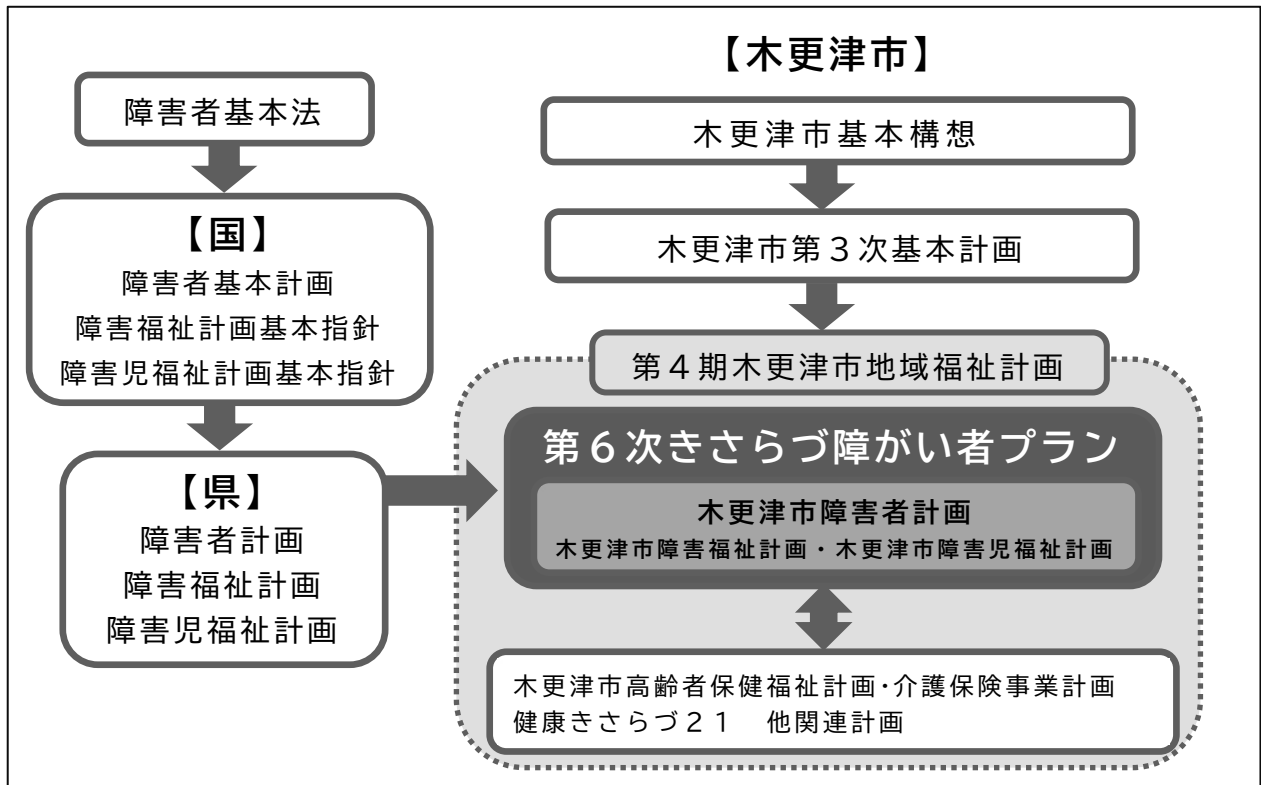 障害者基本法
【国】
障害者基本計画
障害福祉計画基本指針
障害児福祉計画基本指針
【県】
障害者計画
障害福祉計画
障害児福祉計画
【木更津市】
木更津市基本構想
木更津市第３次基本計画
第４期木更津市地域福祉計画
第６次きさらづ障がい者プラン
木更津市障害者計画
木更津市障害福祉計画・木更津市障害児福祉計画
木更津市高齢者保健福祉計画･介護保険事業計画
健康きさらづ２１　他関連計画